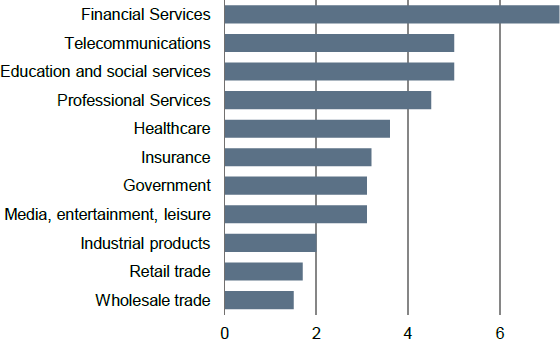 Financial Services
Telecommunications
Education and social services
Professional Services
Healthcare
Insurance
Government
Media, entertainment, leisure
Industrial products
Retail trade
Wholesale trade
0 2 4 6